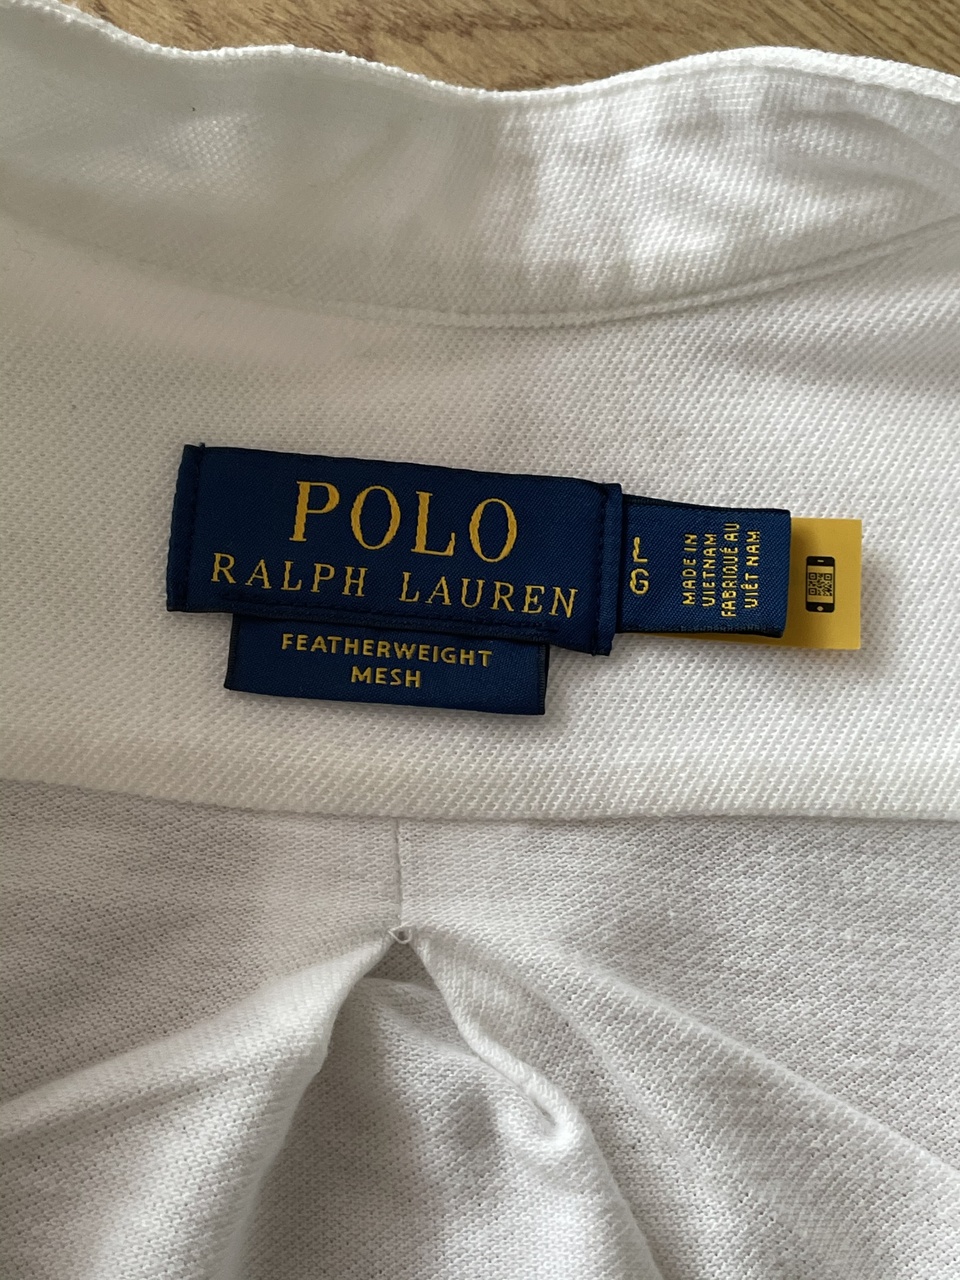 POLO
RALPH LAUREN
FEATHERWEIGHT
MESH
L
G
MADE IN
VIETNAM
FABRIQUÉ AU
VIÊT NAM